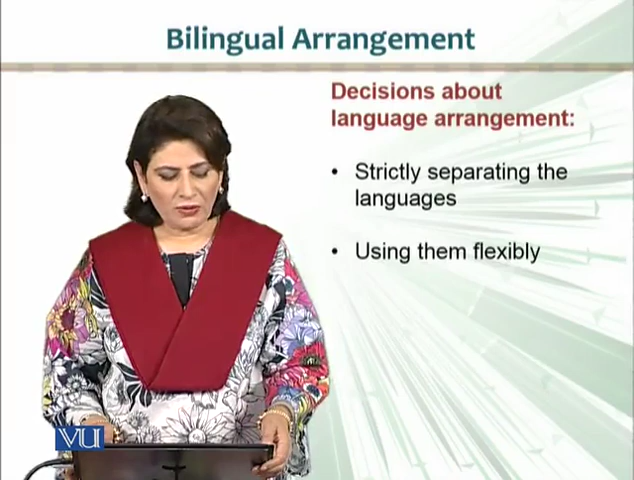 Bilingual Arrangement
Decisions about
language arrangement:
• Strictly separating the
languages
• Using them flexibly
VU